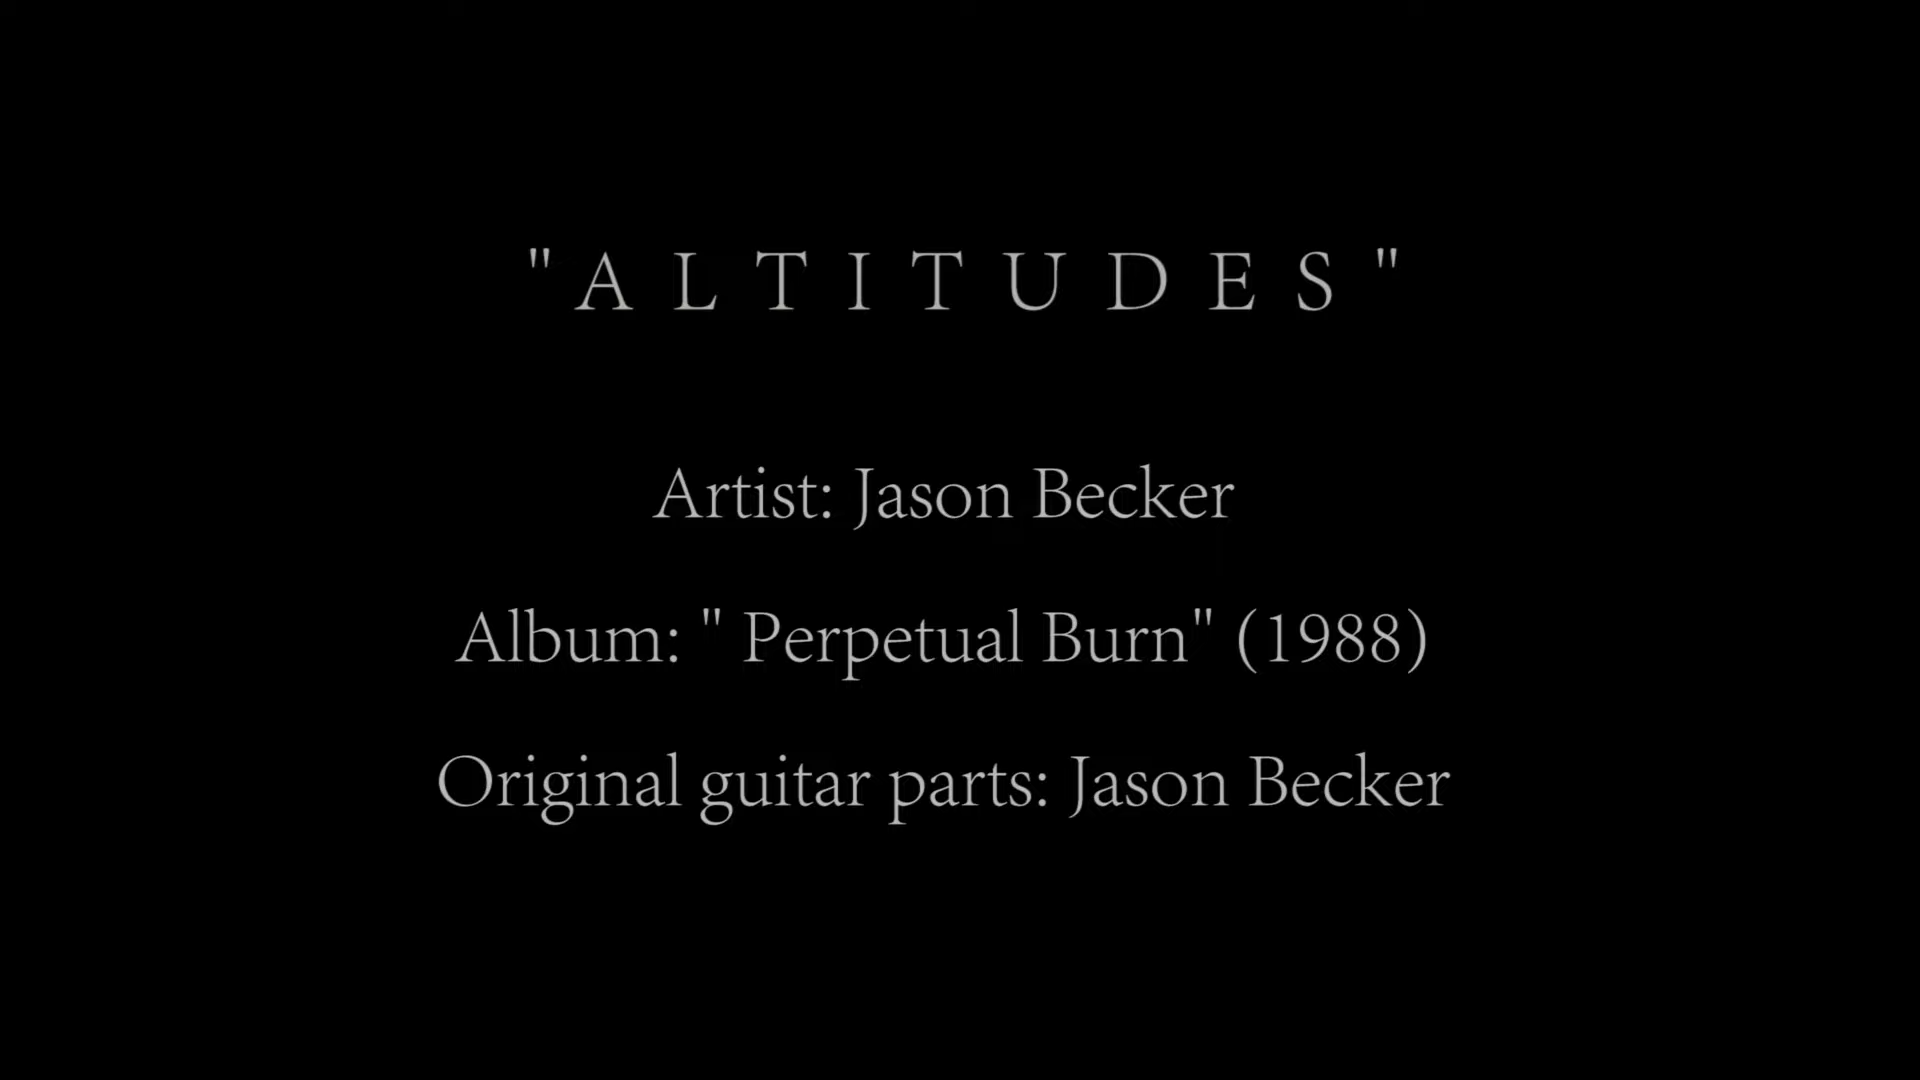 "A L T I T U D E S "
Artist: Jason Becker
Album: " Perpetual Burn" (1988)
Original guitar parts: Jason Becker